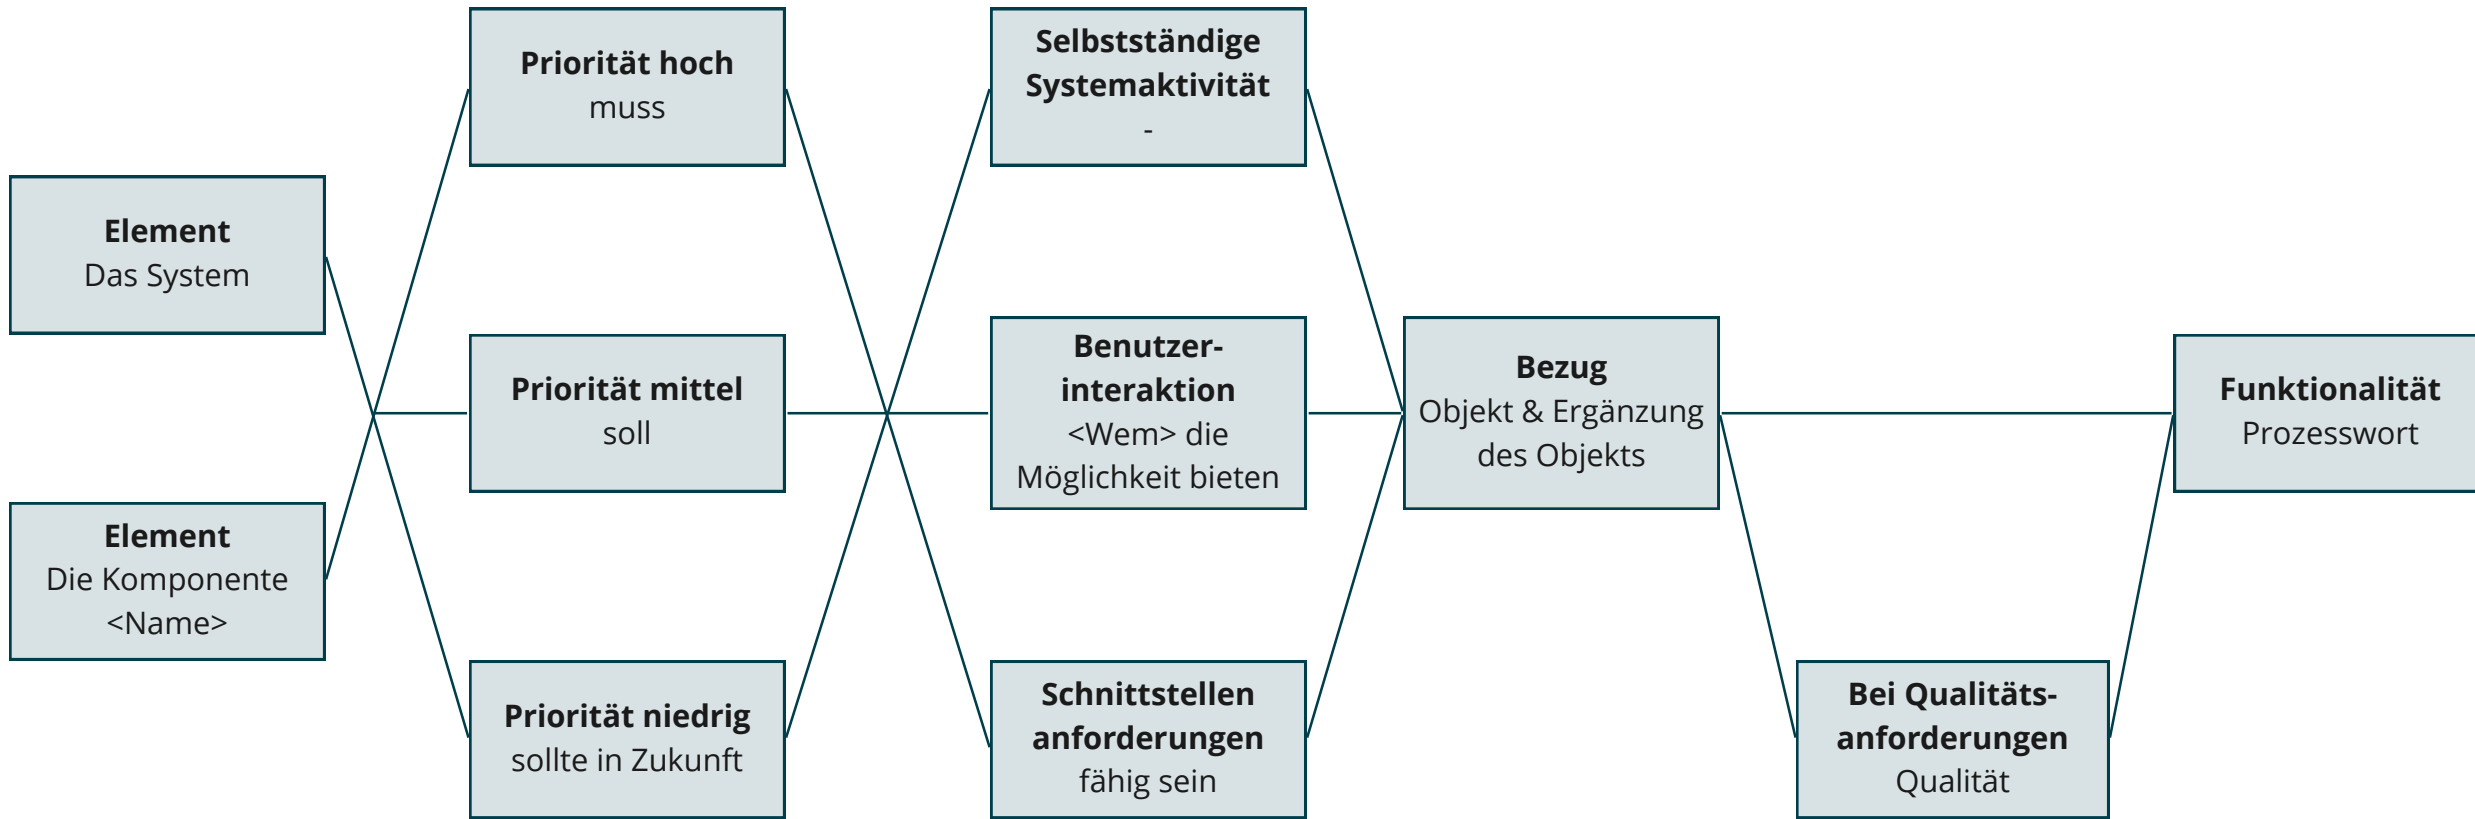 Element
Das System
Element
Die Komponente
<Name>
Priorität hoch
muss
Priorität mittel
soll
Priorität niedrig
sollte in Zukunft
Selbstständige
Systemaktivität
-
Benutzer-
interaktion
<Wem> die
Möglichkeit bieten
Schnittstellen
anforderungen
fähig sein
Bezug
Objekt & Ergänzung
des Objekts
Bei Qualitäts-
anforderungen
Qualität
Funktionalität
Prozesswort